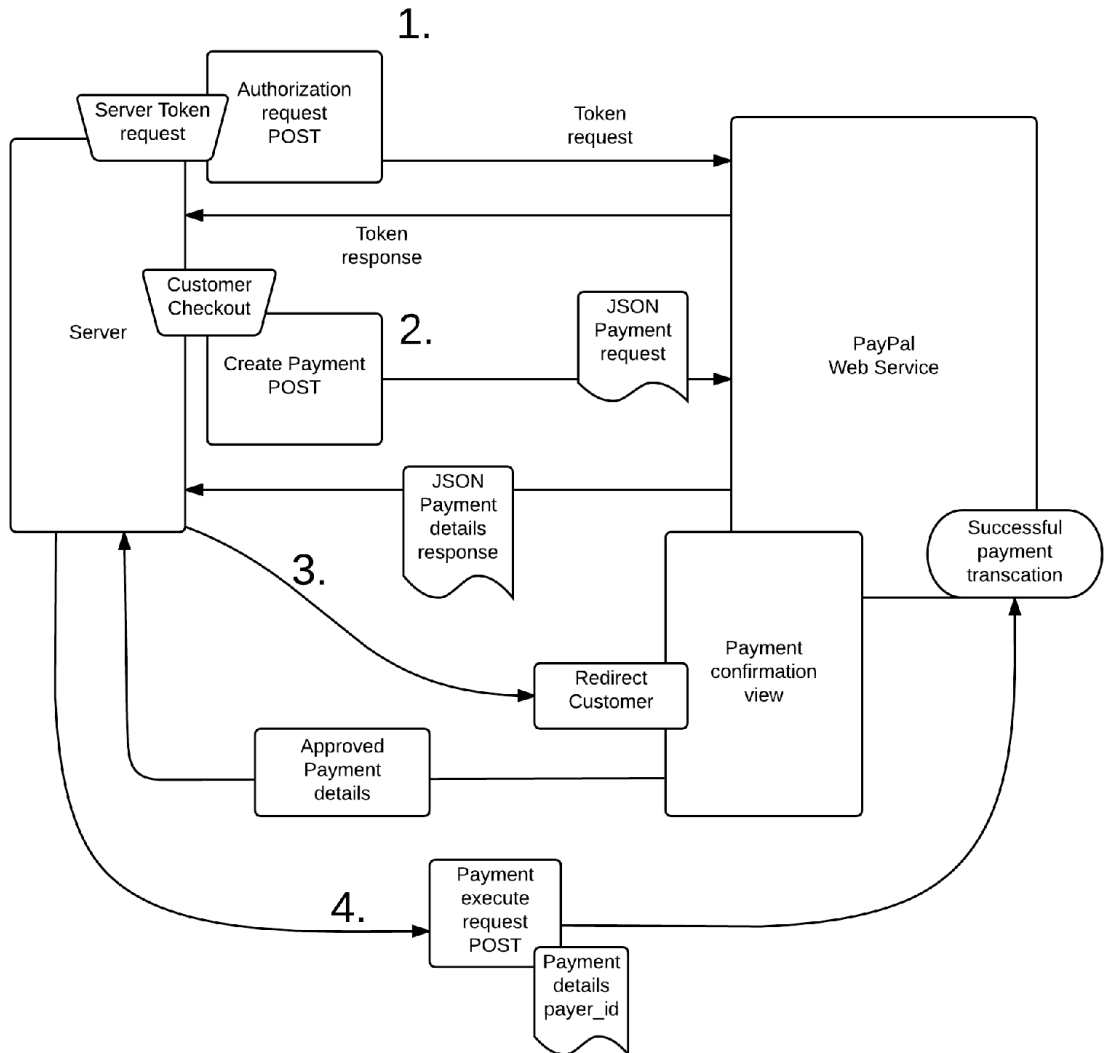 1.
Authorization
request
POST
Server Token
request
Token
request
Token
response
Customer
Checkout
Server
2.
Create Payment
POST
JSON
Payment
request
PayPal
Web Service
JSON
Payment
details
response
3.
Successful
payment
transcation
Payment
confirmation
view
Redirect
Customer
Approved
Payment
details
4.
Payment
execute
request
POST
Payment
details
payer_id